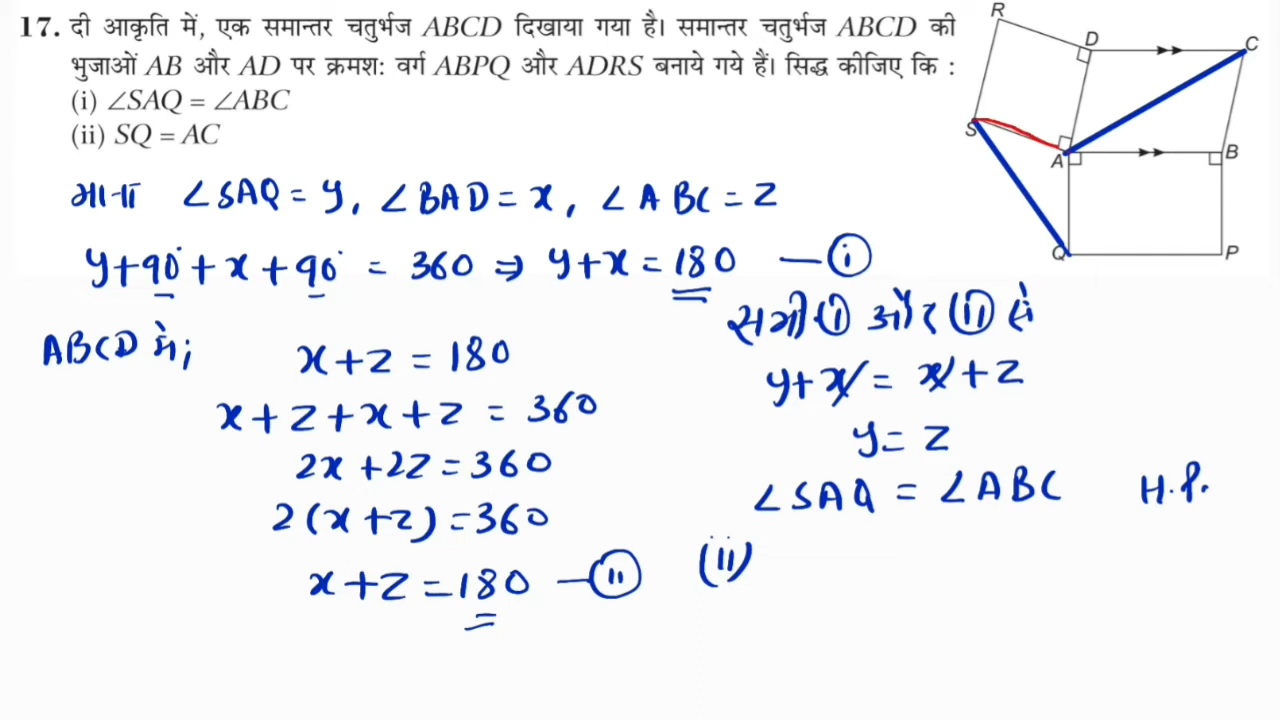 17. दी आकृति में, एक समान्तर चतुर्भुज ABCD दिखाया गया है। समान्तर चतुर्भुज ABCD की
भुजाओं AB और AD पर क्रमश: वर्ग ABPQ और ADRS बनाये गये हैं। सिद्ध कीजिए कि :
(i) ∠SAQ = ∠ABC
(ii) SQ = AC
R
D
C
S
A
B
Q
P
माना ∠SAQ = y, ∠BAD = x, ∠ABC = z
y+90°+x+90° = 360 ⇒ y+x = 180 —(i)
ABCD में;
x+z = 180
x+z+x+z = 360
2x+2z = 360
2(x+z) = 360
x+z = 180 —(ii)
समी (i) और (ii) से
y+x = x+z
y = z
∠SAQ = ∠ABC H.P.
(ii)